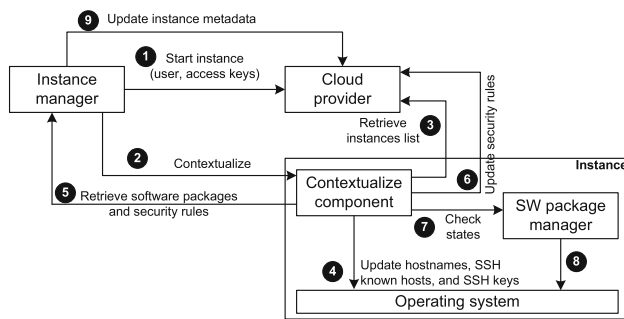 9 Update instance metadata
1 Start instance
(user, access keys)
Instance
manager
Cloud
provider
Retrieve
instances list
3
2 Contextualize
Update security rules
6
Instance
5 Retrieve software packages
and security rules
Contextualize
component
7 Check
states
SW package
manager
4 Update hostnames, SSH
known hosts, and SSH keys
8
Operating system